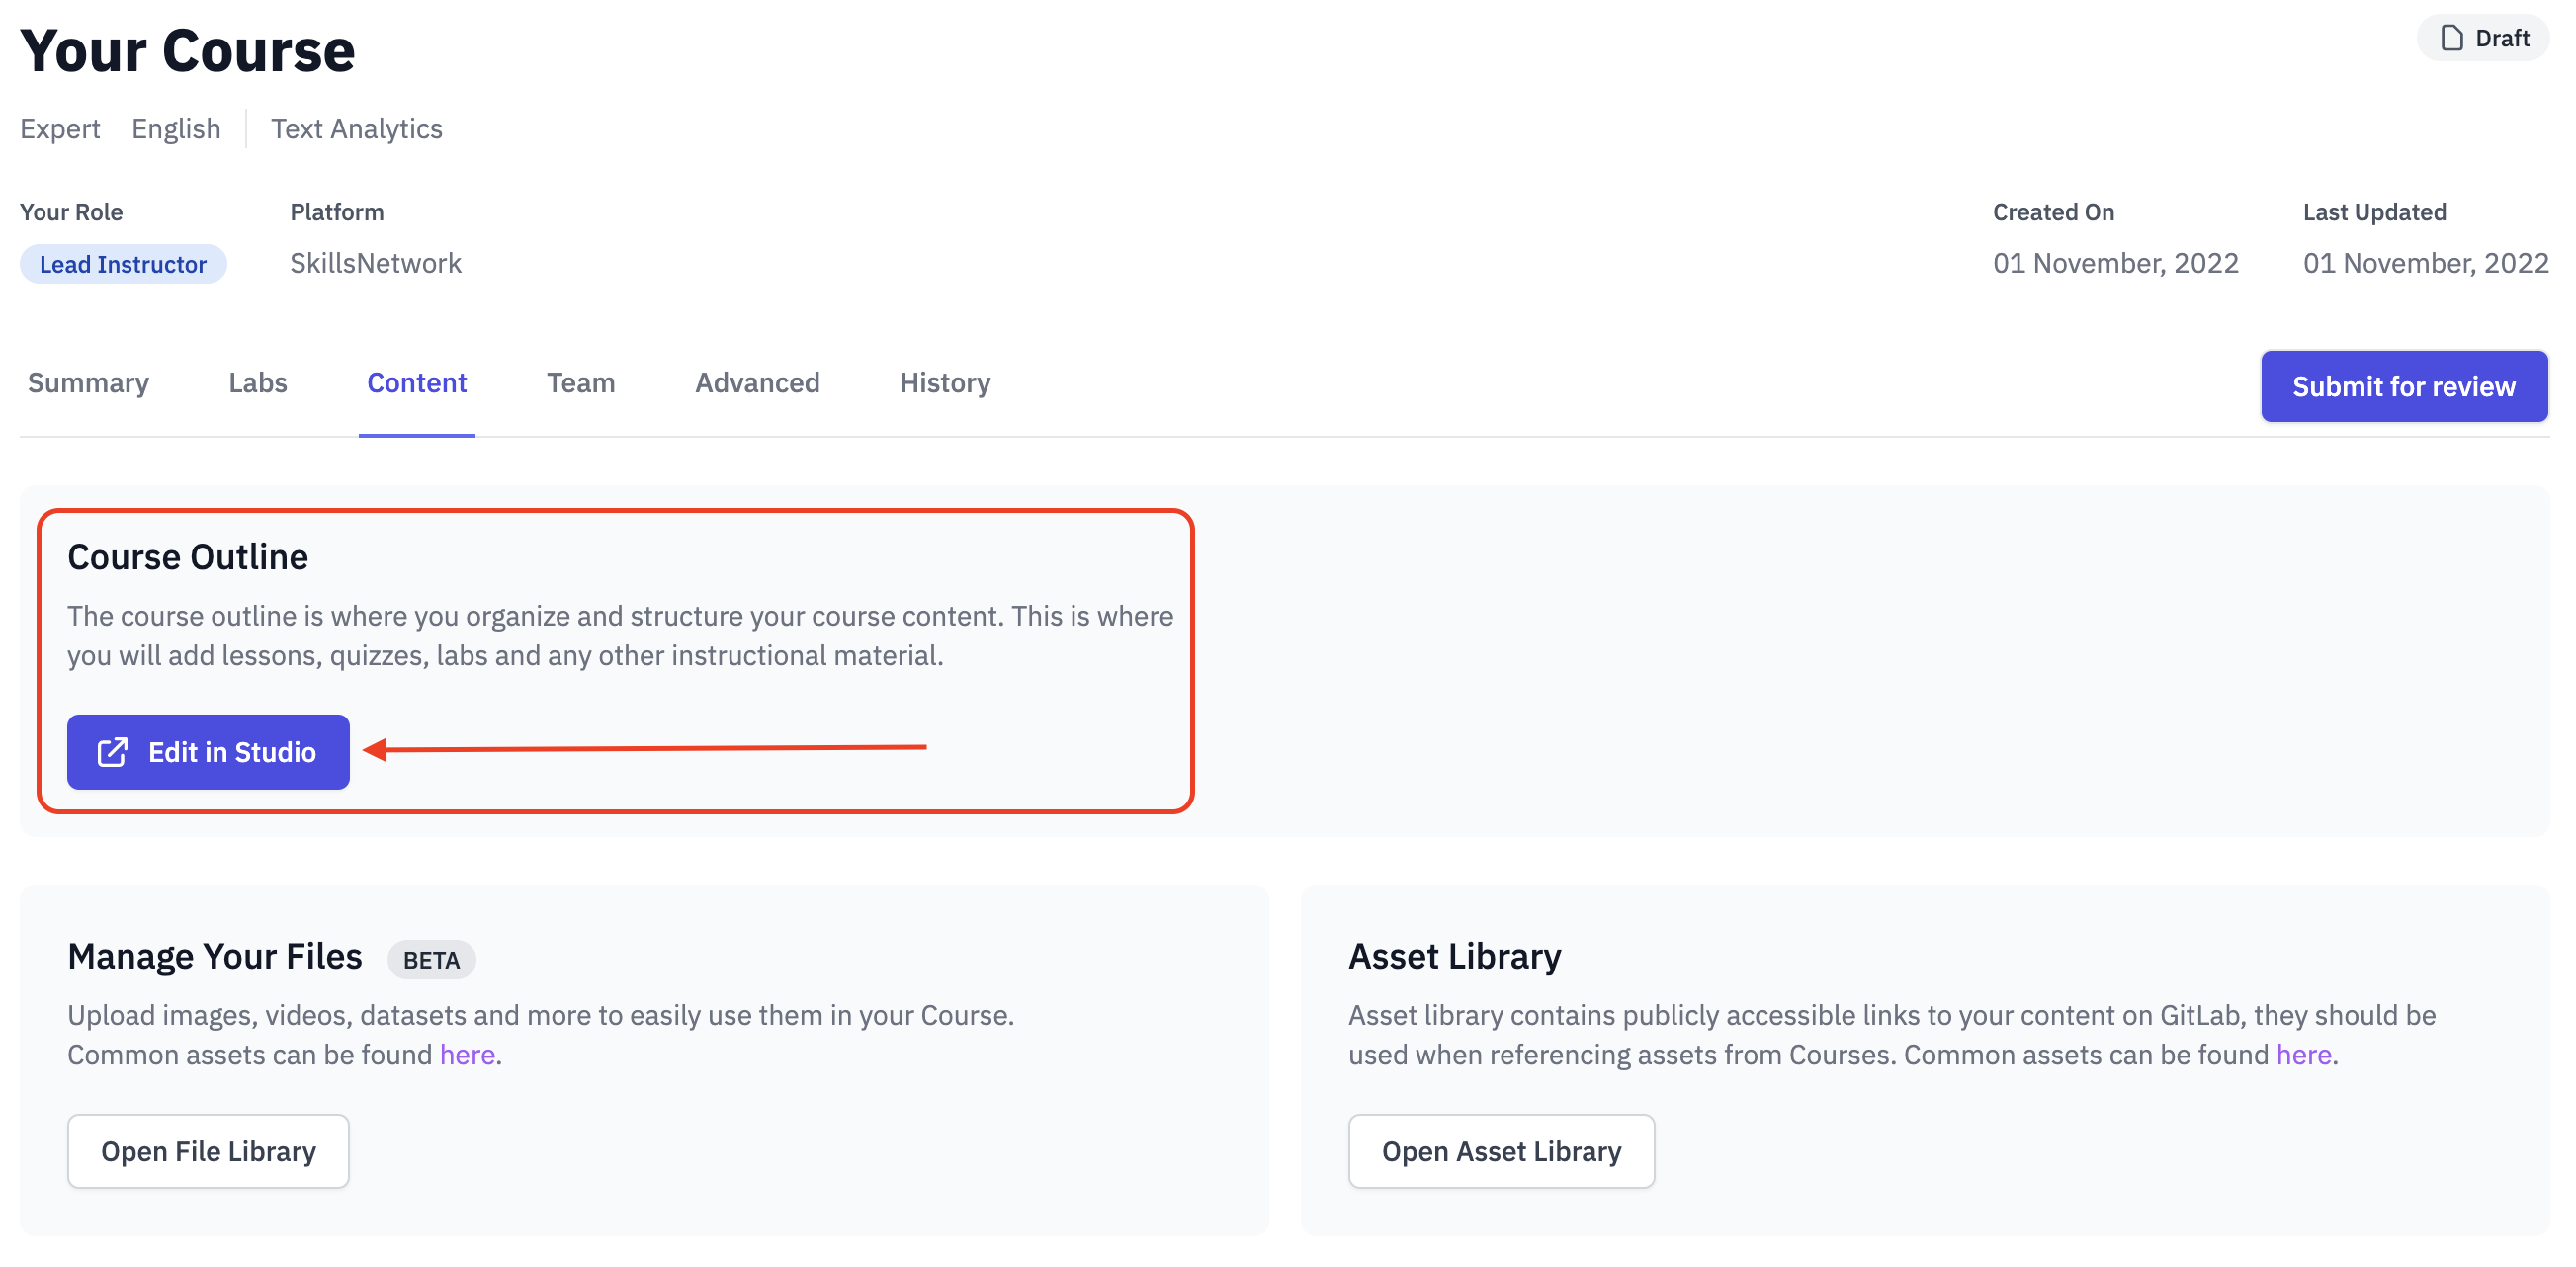 Your Course
Draft
Expert English Text Analytics
Your Role Platform Created On Last Updated
Lead Instructor SkillsNetwork 01 November, 2022 01 November, 2022
Summary Labs Content Team Advanced History Submit for review
Course Outline
The course outline is where you organize and structure your course content. This is where
you will add lessons, quizzes, labs and any other instructional material.
Edit in Studio
Manage Your Files BETA
Upload images, videos, datasets and more to easily use them in your Course.
Common assets can be found here.
Open File Library
Asset Library
Asset library contains publicly accessible links to your content on GitLab, they should be
used when referencing assets from Courses. Common assets can be found here.
Open Asset Library